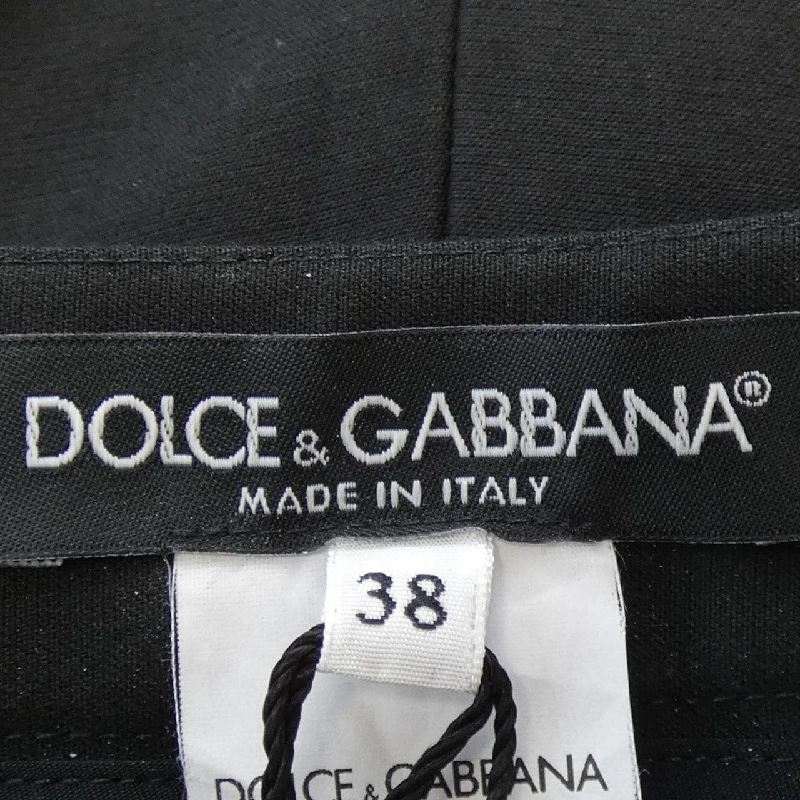 DOLCE & GABBANA®
MADE IN ITALY
38
DOLCE & GABBANA